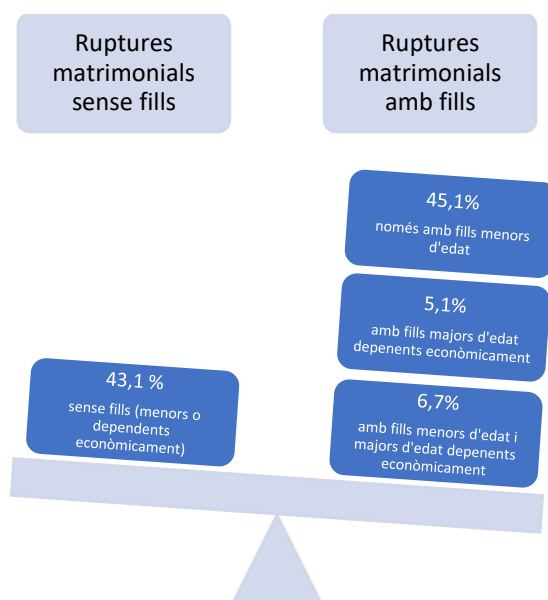 Ruptures
matrimonials
sense fills
Ruptures
matrimonials
amb fills
45,1%
només amb fills menors
d'edat
5,1%
amb fills majors d'edat
depenents econòmicament
43,1 %
sense fills (menors o
dependents
econòmicament)
6,7%
amb fills menors d'edat i
majors d'edat depenents
econòmicament